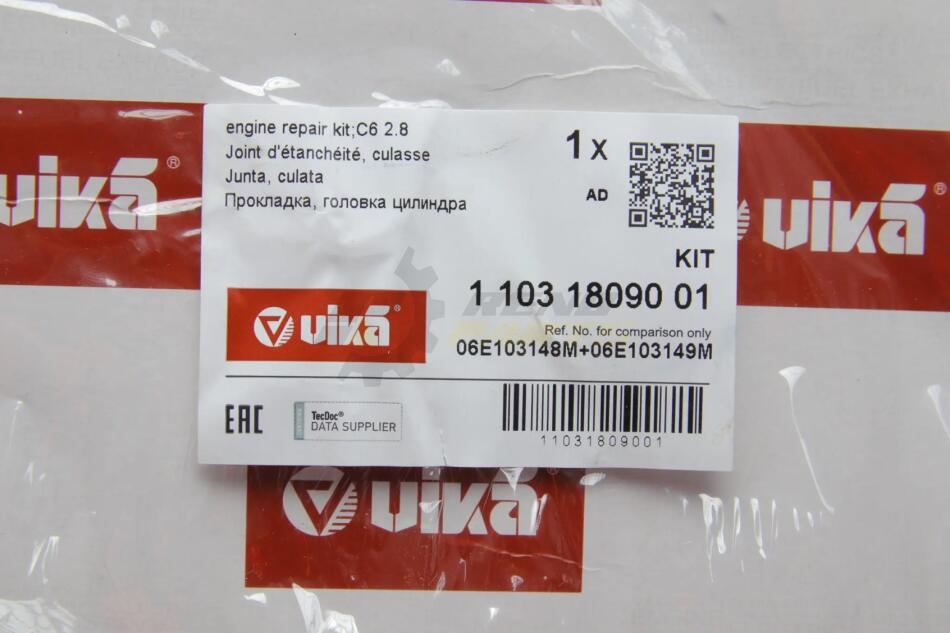 engine repair kit;C6 2.8
Joint d'étanchéité, culasse
Junta, culata
Прокладка, головка цилиндра
1 x
AD
KIT
1 103 18090 01
Ref. No. for comparison only
06E103148M+06E103149M
vika®
EAC
TecDoc®
DATA SUPPLIER
11031809001
vika®
vika®
vika